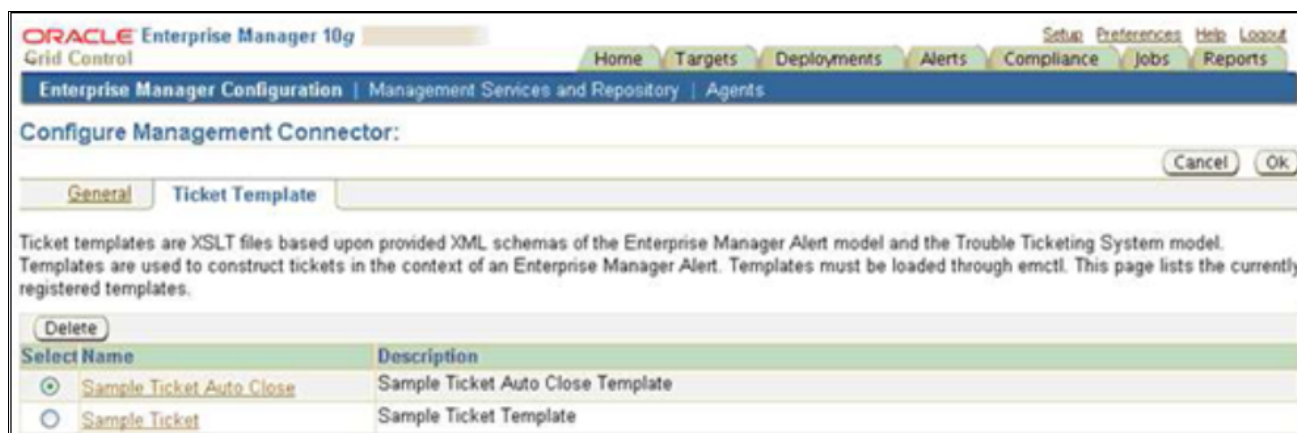 ORACLE Enterprise Manager 10g
Grid Control
Setup Preferences Help Logout
Home Targets Deployments Alerts Compliance Jobs Reports
Enterprise Manager Configuration | Management Services and Repository | Agents
Configure Management Connector:
Cancel Ok
General Ticket Template
Ticket templates are XSLT files based upon provided XML schemas of the Enterprise Manager Alert model and the Trouble Ticketing System model.
Templates are used to construct tickets in the context of an Enterprise Manager Alert. Templates must be loaded through emctl. This page lists the currently
registered templates.
Delete
Select Name Description
Sample Ticket Auto Close Sample Ticket Auto Close Template
Sample Ticket Sample Ticket Template